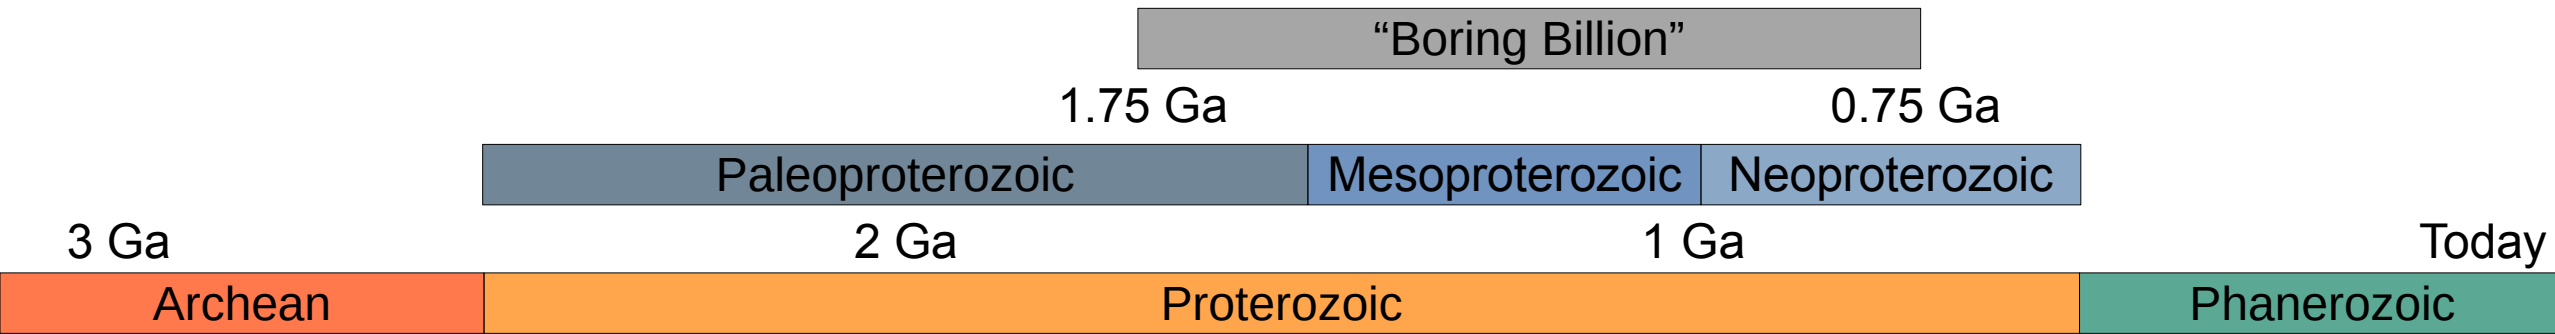 “Boring Billion”
1.75 Ga 0.75 Ga
Paleoproterozoic Mesoproterozoic Neoproterozoic
3 Ga 2 Ga 1 Ga Today
Archean Proterozoic Phanerozoic